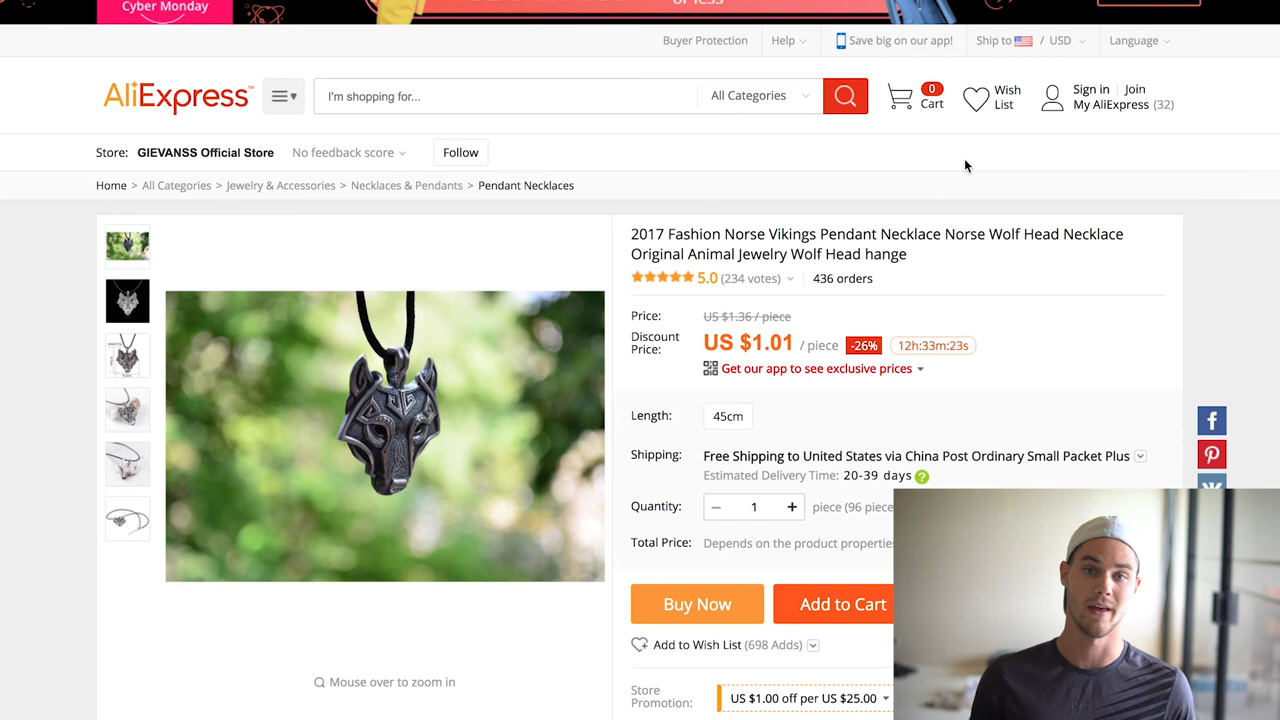 Cyber Monday
or less
Buyer Protection
Help
Save big on our app!
Ship to / USD
Language
AliExpress™
I'm shopping for...
All Categories
0
Cart
Wish
List
Sign in
Join
My AliExpress (32)
Store: GIEVANSS Official Store
No feedback score
Follow
Home > All Categories > Jewelry & Accessories > Necklaces & Pendants > Pendant Necklaces
2017 Fashion Norse Vikings Pendant Necklace Norse Wolf Head Necklace
Original Animal Jewelry Wolf Head hange
5.0 (234 votes)
436 orders
Price: US $1.36 / piece
Discount
Price:
US $1.01 / piece
-26%
12h:33m:23s
Get our app to see exclusive prices
Length: 45cm
Shipping: Free Shipping to United States via China Post Ordinary Small Packet Plus
Estimated Delivery Time: 20-39 days ?
Quantity: − 1 + piece (96 piece
Total Price: Depends on the product properties
Buy Now
Add to Cart
Add to Wish List (698 Adds)
Mouse over to zoom in
Store
Promotion:
US $1.00 off per US $25.00